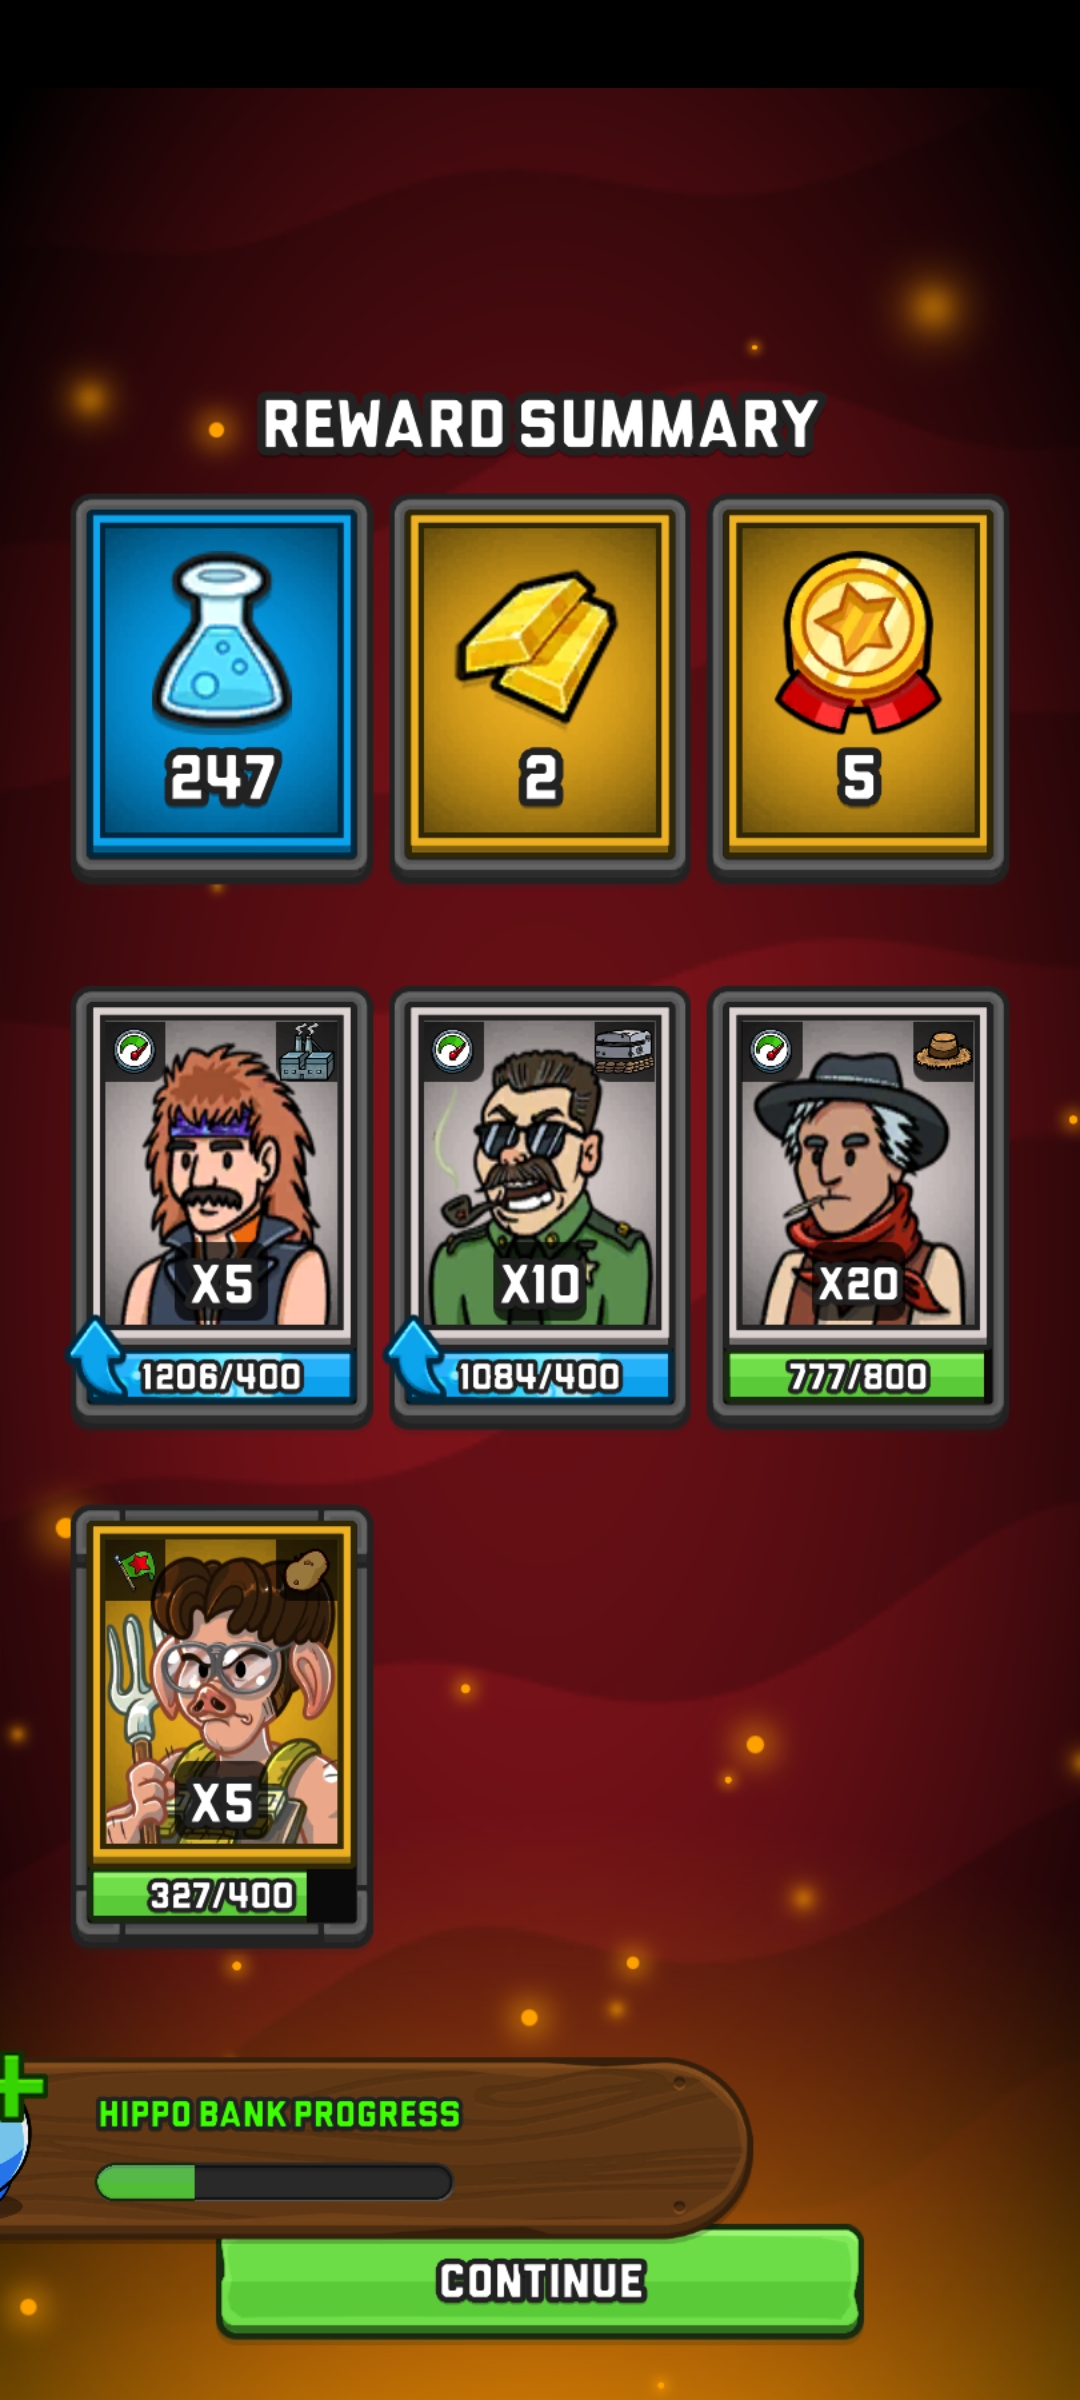 REWARD SUMMARY
247
2
5
X5
X10
X20
1206/400
1084/400
777/800
X5
327/400
HIPPO BANK PROGRESS
CONTINUE